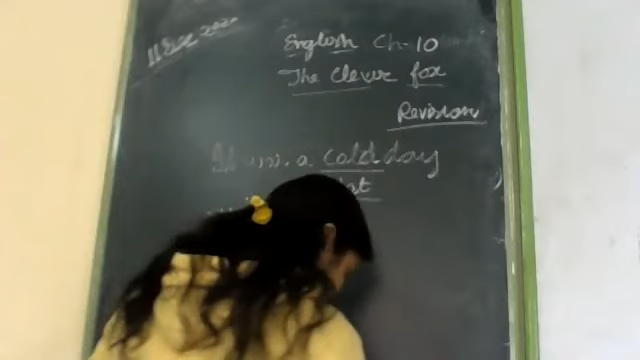 11 Dec 2020
English Ch-10
The Clever fox
Revision
It was a cold day